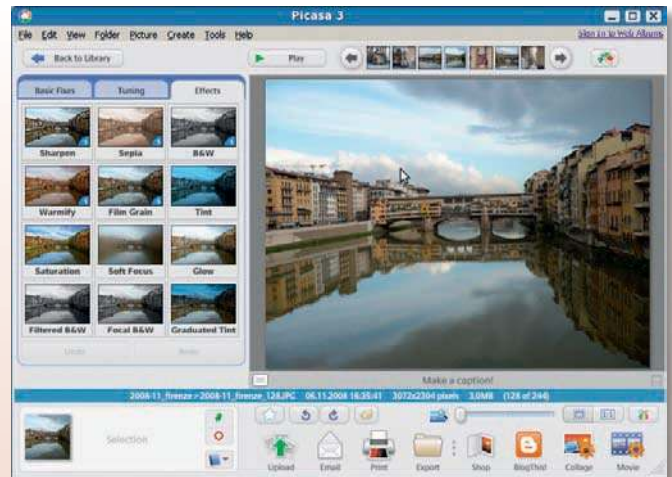 Picasa 3
File Edit View Folder Picture Create Tools Help
Sign in to Web Albums
Back to Library
Play
Basic Fixes Tuning Effects
Sharpen Sepia B&W
Warmify Film Grain Tint
Saturation Soft Focus Glow
Filtered B&W Focal B&W Graduated Tint
Undo Redo
Make a caption!
2008-11_firenze > 2008-11_firenze_128.JPG 06.11.2008 16:35:41 3072x2304 pixels 3,0MB (128 of 244)
Selection
Upload Email Print Export Shop BlogThis! Collage Movie